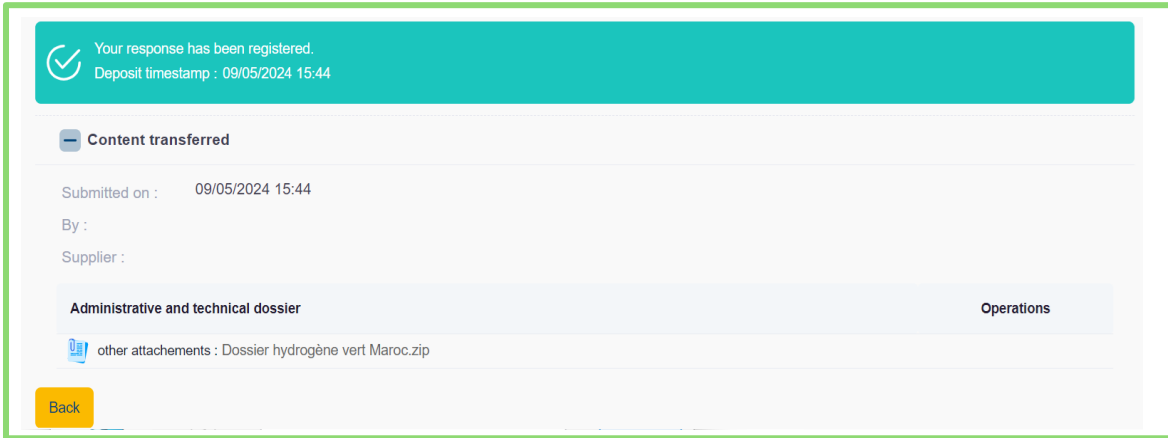 Your response has been registered.
Deposit timestamp : 09/05/2024 15:44
Content transferred
Submitted on : 09/05/2024 15:44
By :
Supplier :
Administrative and technical dossier Operations
other attachements : Dossier hydrogène vert Maroc.zip
Back